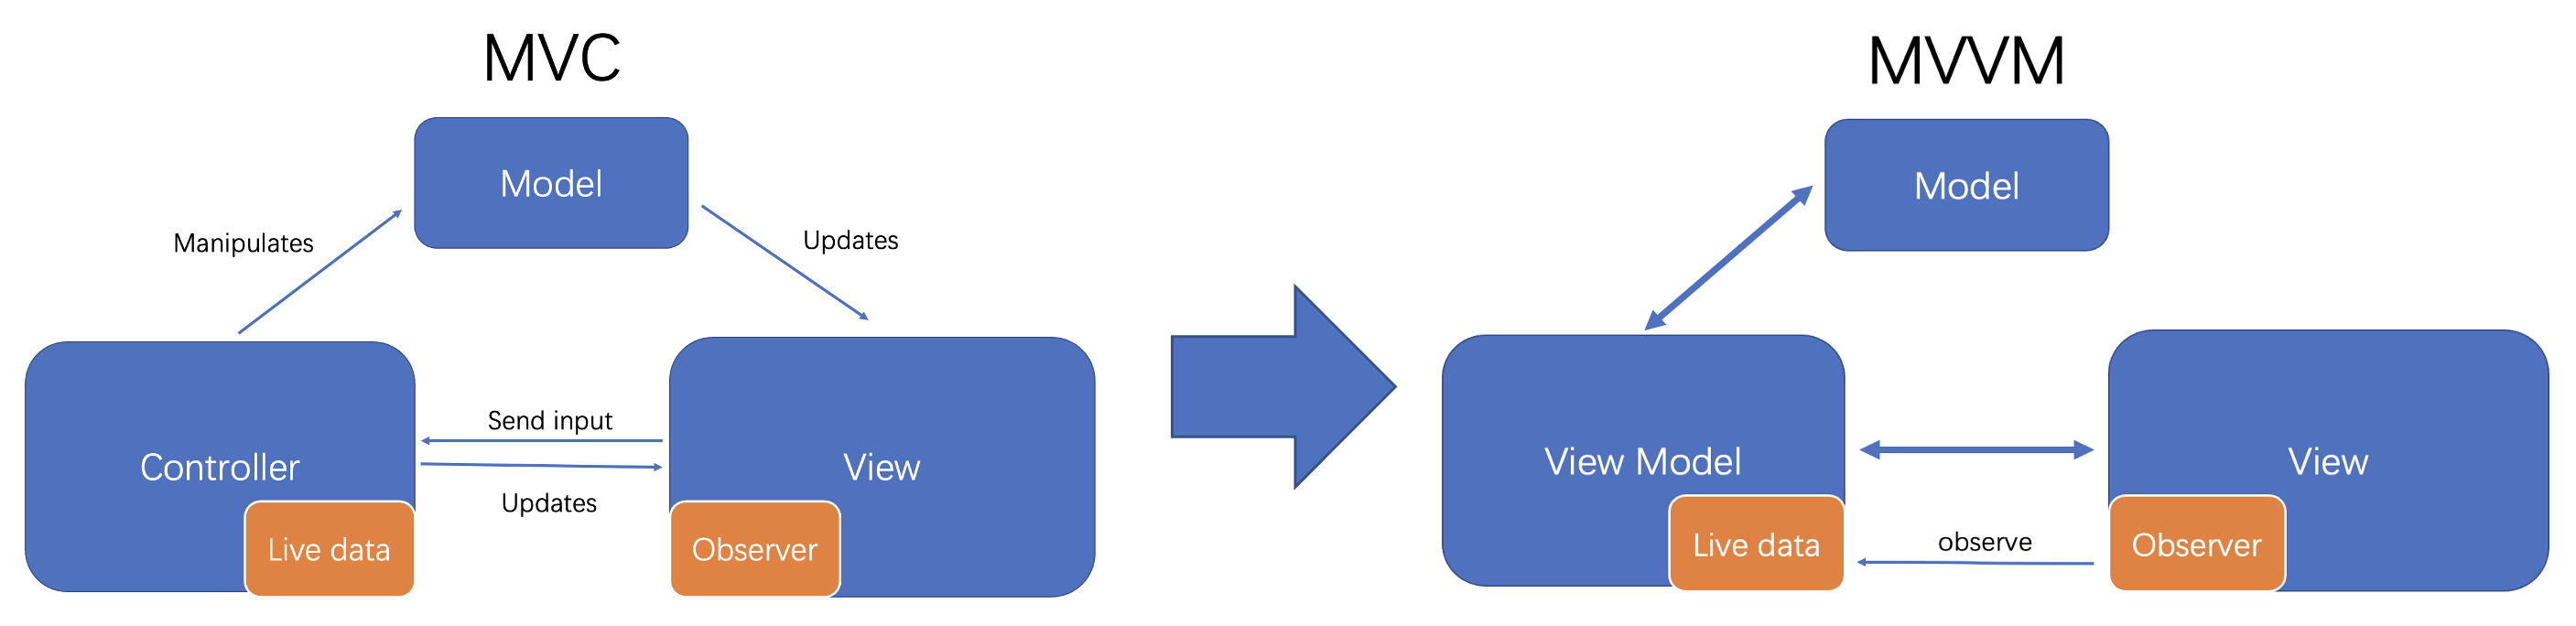 MVC
Model
Manipulates
Updates
Send input
Controller
View
Updates
Live data
Observer
MVVM
Model
View Model
View
observe
Live data
Observer